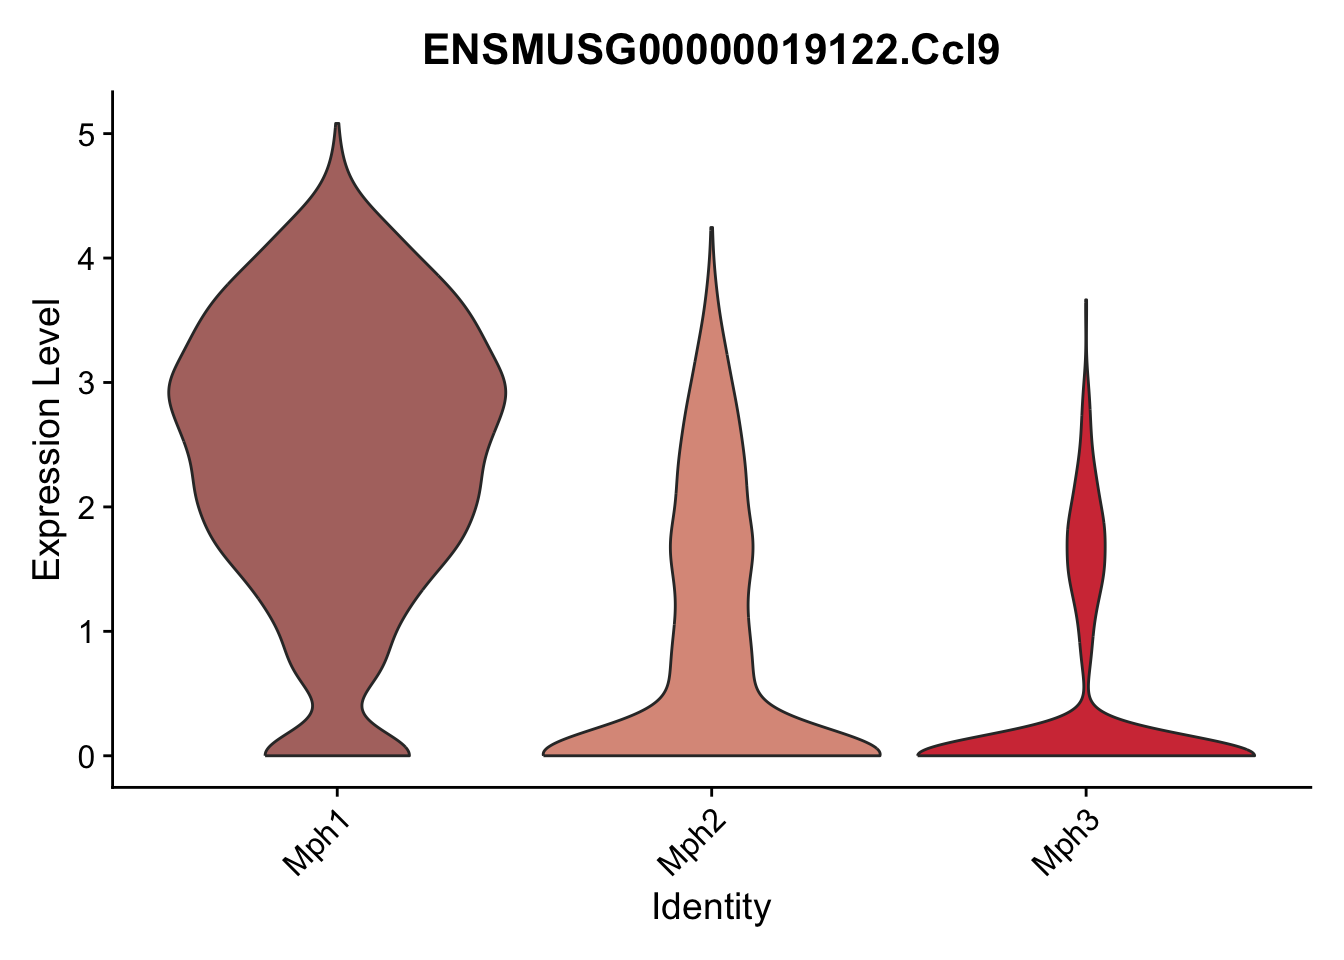 ENSMUSG00000019122.Ccl9
Expression Level
5
4
3
2
1
0
Mph1
Mph2
Mph3
Identity